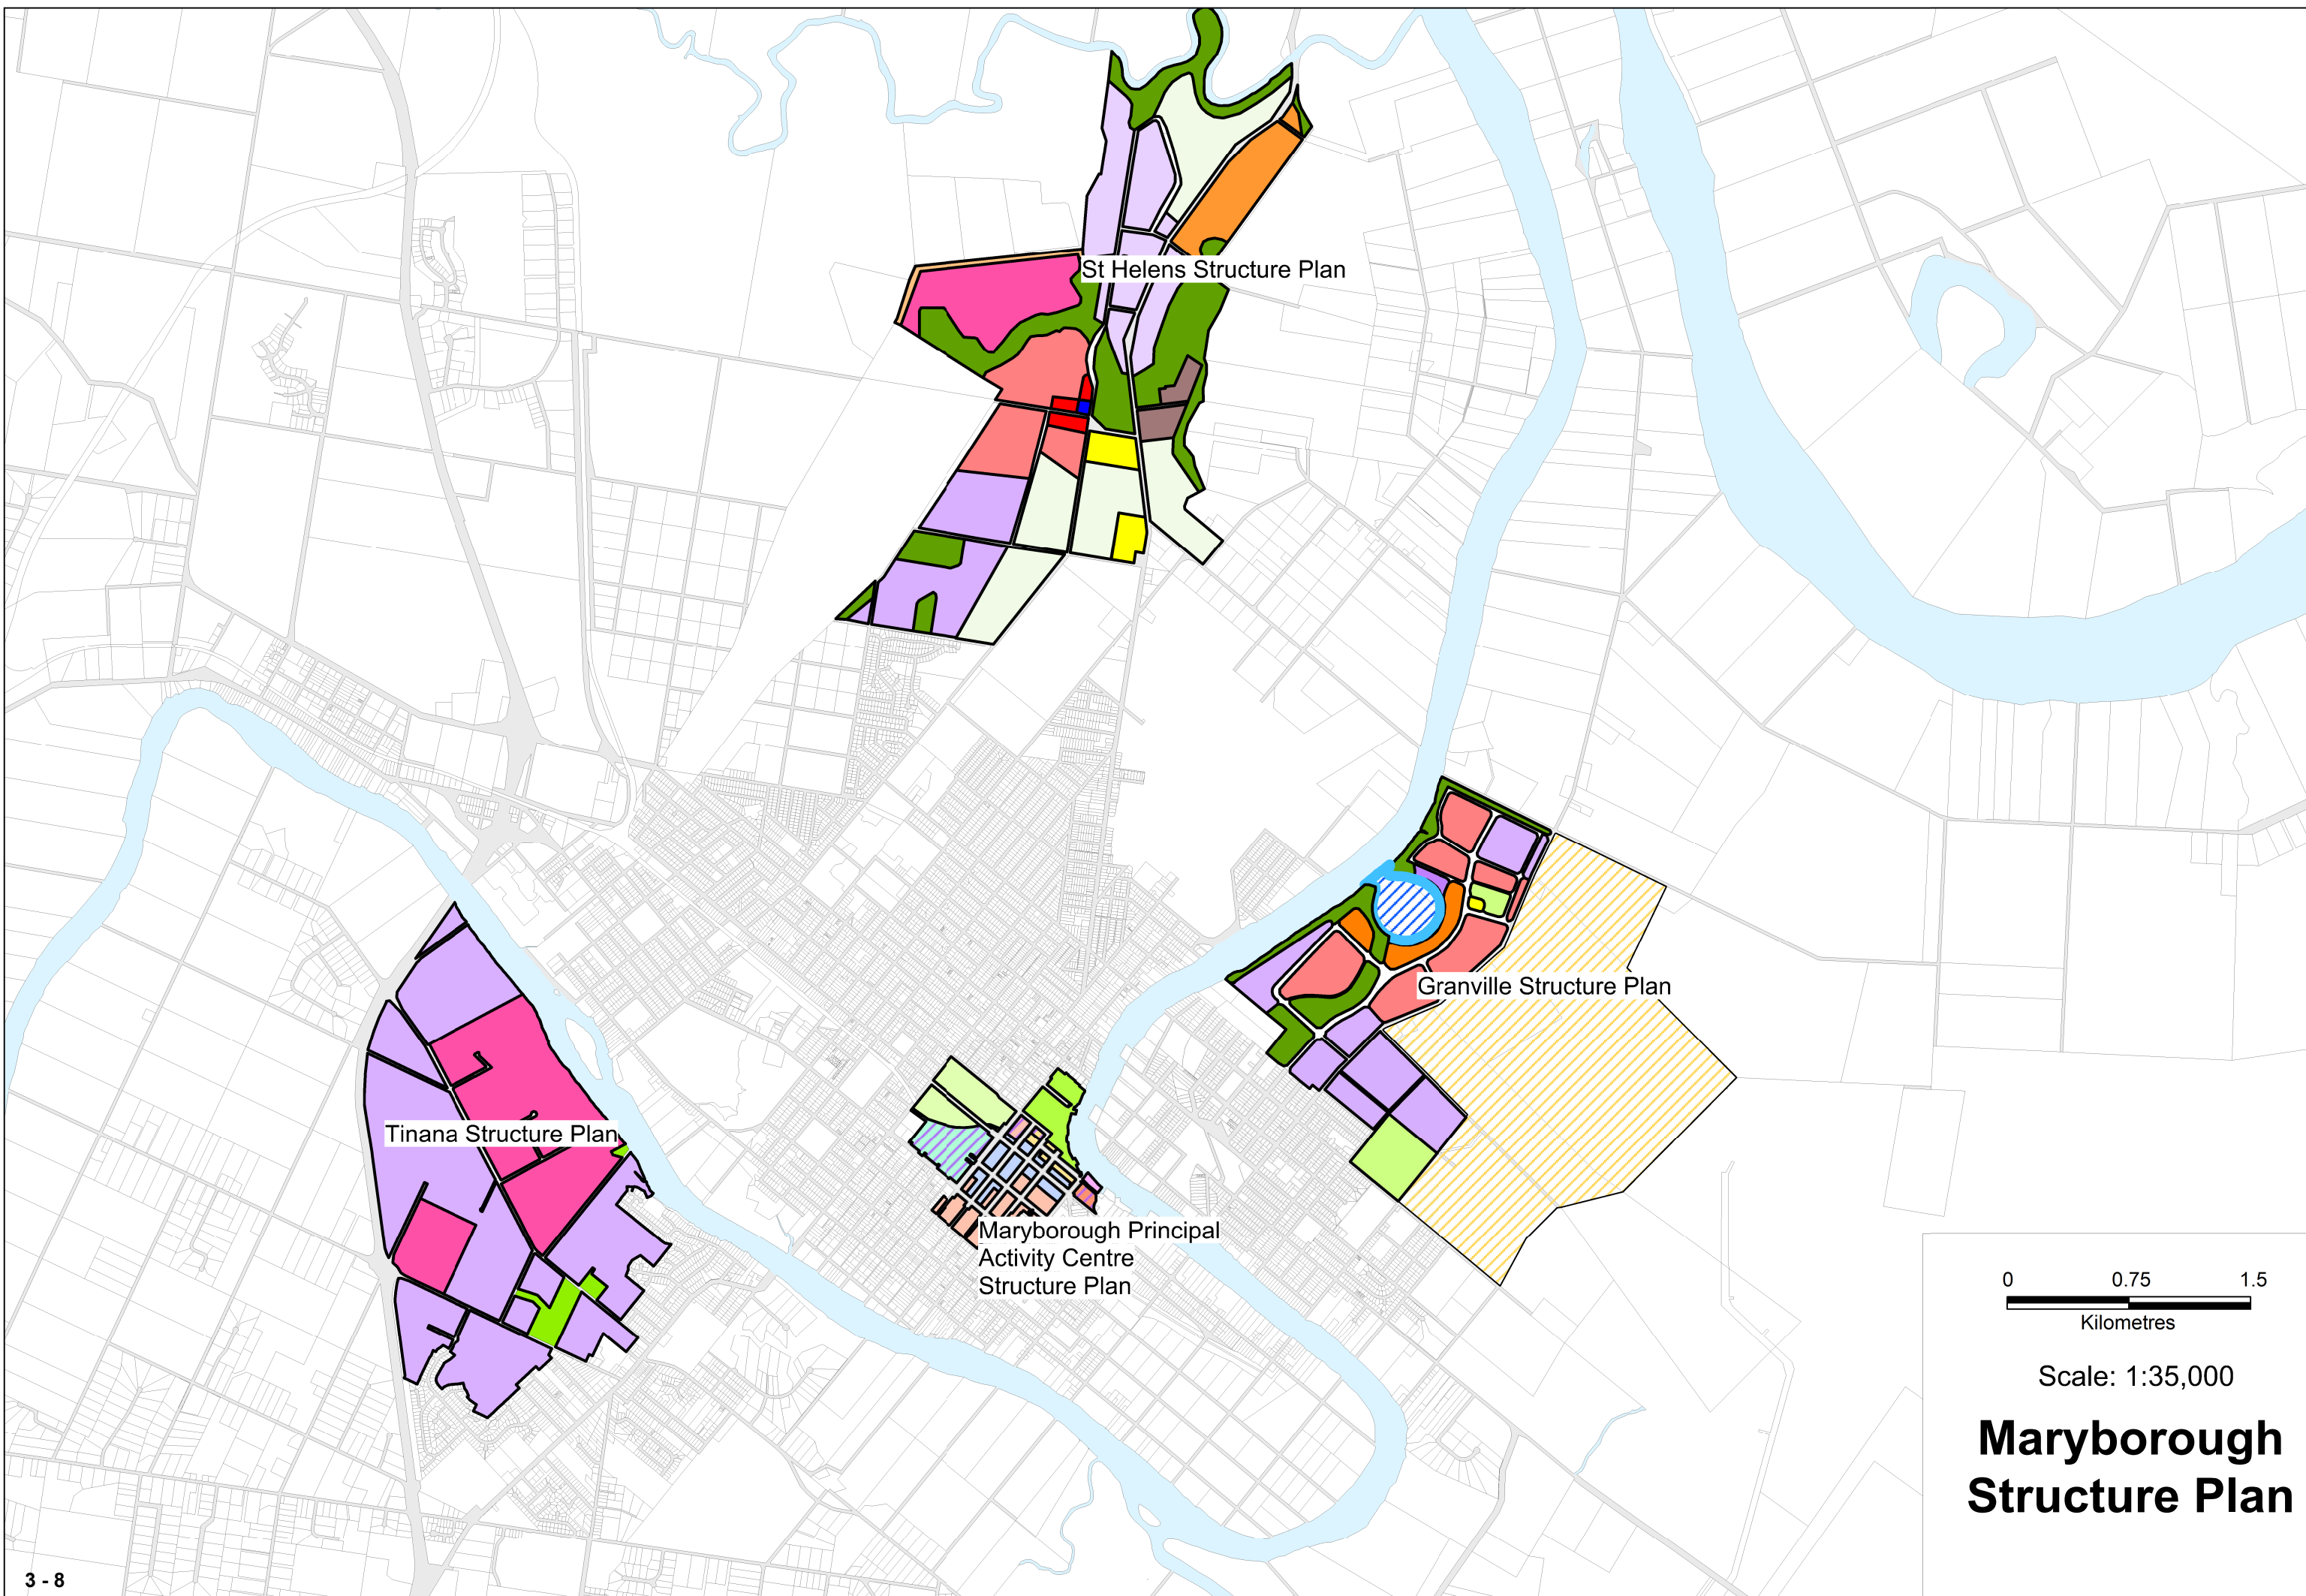 St Helens Structure Plan
Granville Structure Plan
Tinana Structure Plan
Maryborough Principal
Activity Centre
Structure Plan
0 0.75 1.5
Kilometres
Scale: 1:35,000
Maryborough
Structure Plan
3 - 8